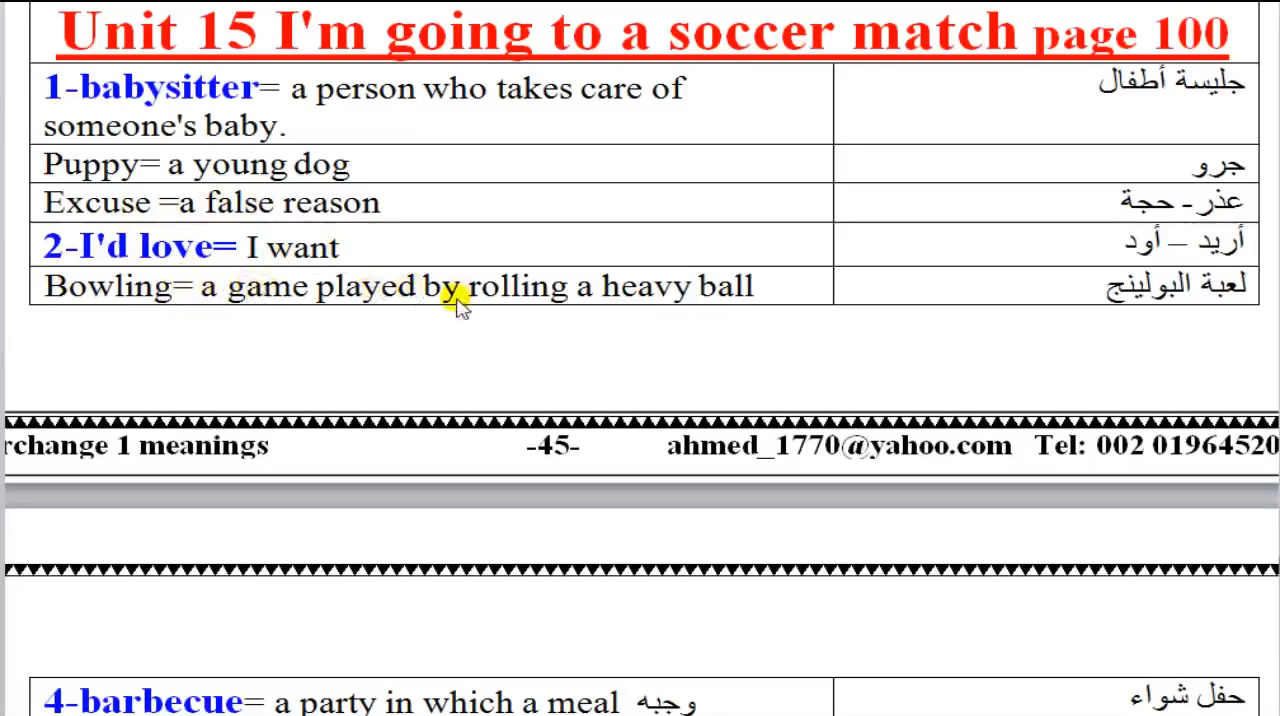 Unit 15 I'm going to a soccer match page 100
1-babysitter= a person who takes care of
someone's baby.
جليسة أطفال
Puppy= a young dog
جرو
Excuse =a false reason
عذر- حجة
2-I'd love= I want
أريد – أود
Bowling= a game played by rolling a heavy ball
لعبة البولينج
rchange 1 meanings -45- ahmed_1770@yahoo.com Tel: 002 01964520
4-barbecue= a party in which a meal وجبه
حفل شواء